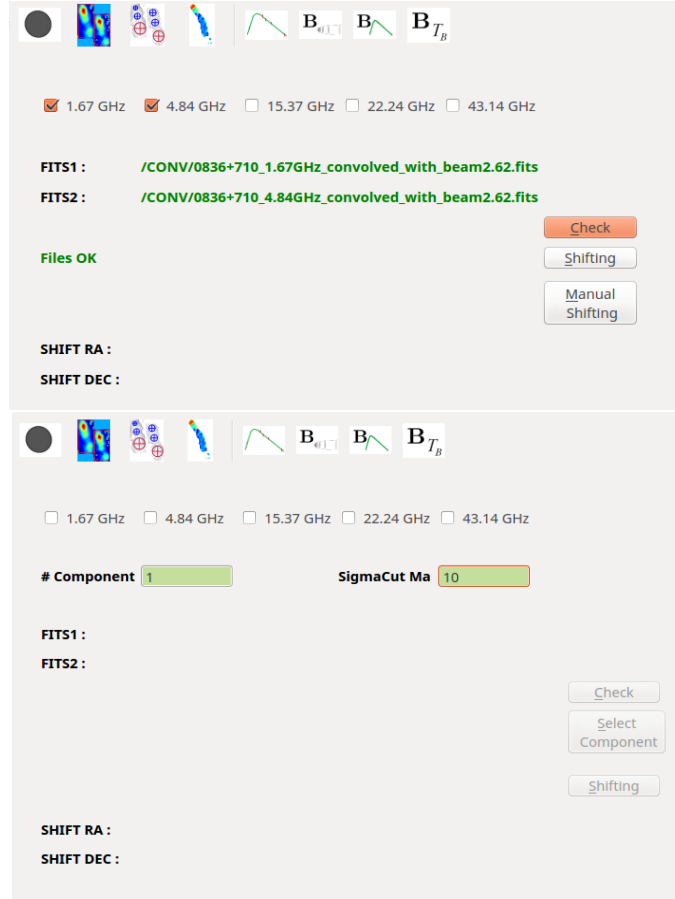 B B B T_B
1.67 GHz 4.84 GHz 15.37 GHz 22.24 GHz 43.14 GHz
FITS1 : /CONV/0836+710_1.67GHz_convolved_with_beam2.62.fits
FITS2 : /CONV/0836+710_4.84GHz_convolved_with_beam2.62.fits
Check
Files OK Shifting
Manual
Shifting
SHIFT RA :
SHIFT DEC :
B B B T_B
1.67 GHz 4.84 GHz 15.37 GHz 22.24 GHz 43.14 GHz
# Component 1 SigmaCut Ma 10
FITS1 :
FITS2 :
Check
Select
Component
Shifting
SHIFT RA :
SHIFT DEC :